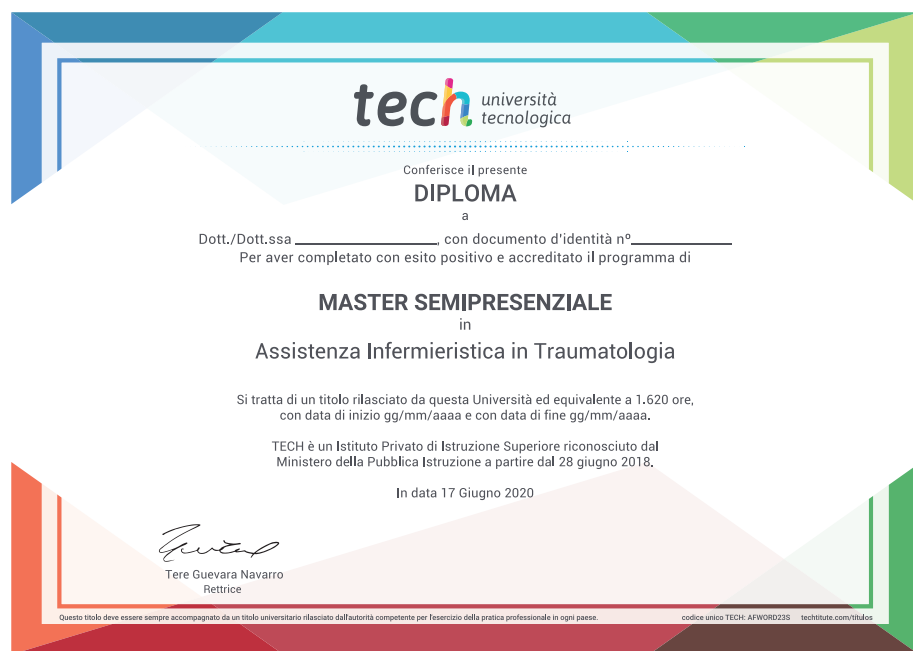 tech università
tecnologica
Conferisce il presente
DIPLOMA
a
Dott./Dott.ssa _________________, con documento d'identità nº____________
Per aver completato con esito positivo e accreditato il programma di
MASTER SEMIPRESENZIALE
in
Assistenza Infermieristica in Traumatologia
Si tratta di un titolo rilasciato da questa Università ed equivalente a 1.620 ore,
con data di inizio gg/mm/aaaa e con data di fine gg/mm/aaaa.
TECH è un Istituto Privato di Istruzione Superiore riconosciuto dal
Ministero della Pubblica Istruzione a partire dal 28 giugno 2018.
In data 17 Giugno 2020
Tere Guevara Navarro
Rettrice
Questo titolo deve essere sempre accompagnato da un titolo universitario rilasciato dall'autorità competente per l'esercizio della pratica professionale in ogni paese. codice unico TECH: AFWORD23S techtitute.com/titulos